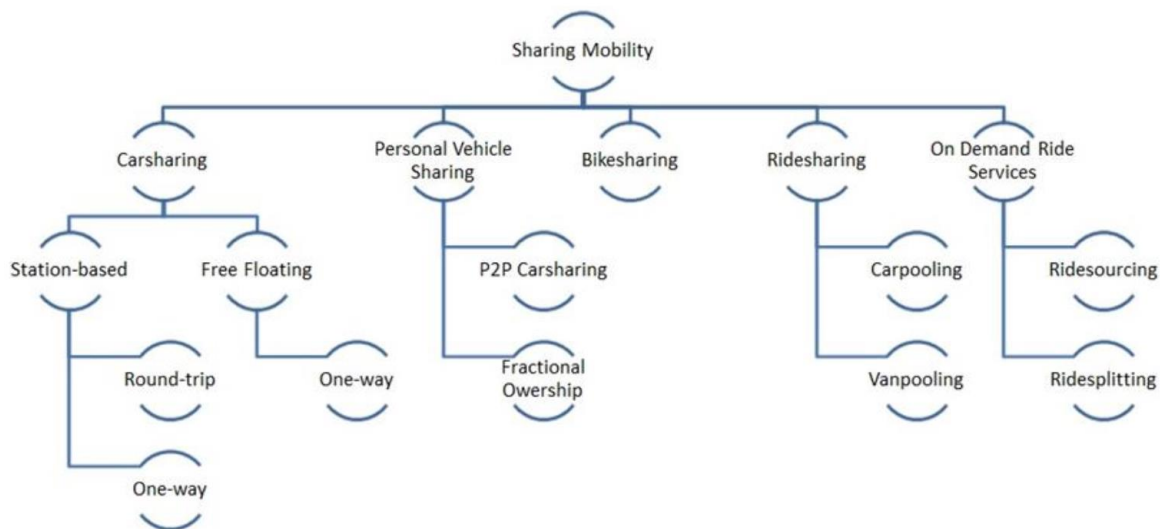 Sharing Mobility
Carsharing
Personal Vehicle
Sharing
Bikesharing
Ridesharing
On Demand Ride
Services
Station-based
Free Floating
P2P Carsharing
Carpooling
Ridesourcing
Round-trip
One-way
Fractional
Owership
Vanpooling
Ridesplitting
One-way